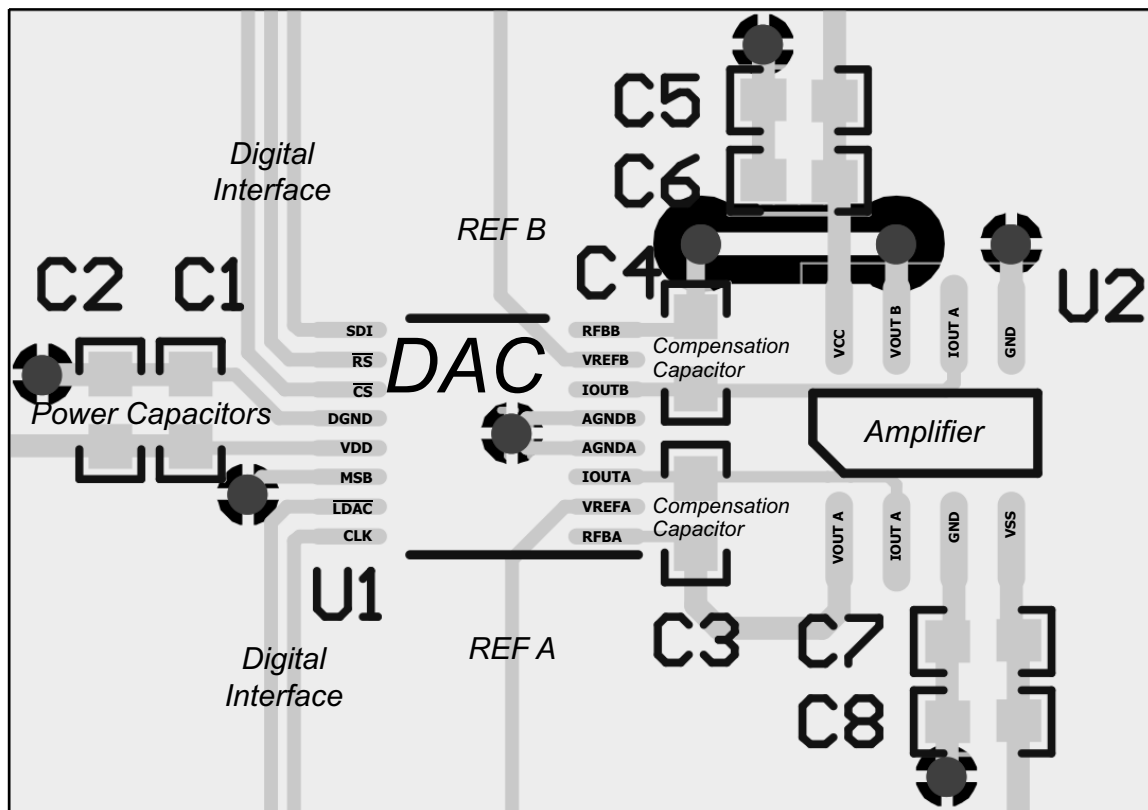 C5
Digital
Interface
C6
REF B
C4
C2 C1
U2
SDI
RS
CS
DGND
VDD
MSB
LDAC
CLK
DAC
RFBB
VREFB
IOUTB
AGNDB
AGNDA
IOUTA
VREFA
RFBA
Compensation
Capacitor
VCC
VOUT B
IOUT A
GND
Power Capacitors
Amplifier
Compensation
Capacitor
VOUT A
IOUT A
GND
VSS
U1
REF A
C3
C7
Digital
Interface
C8